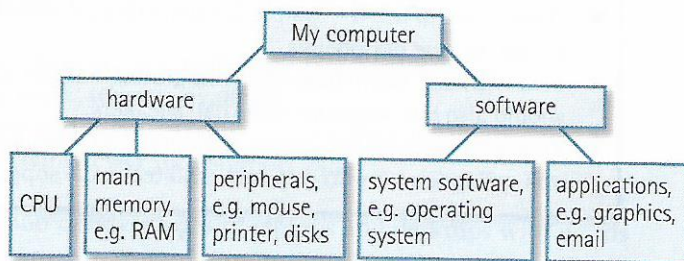 My computer
hardware
software
CPU
main
memory,
e.g. RAM
peripherals,
e.g. mouse,
printer, disks
system software,
e.g. operating
system
applications,
e.g. graphics,
email